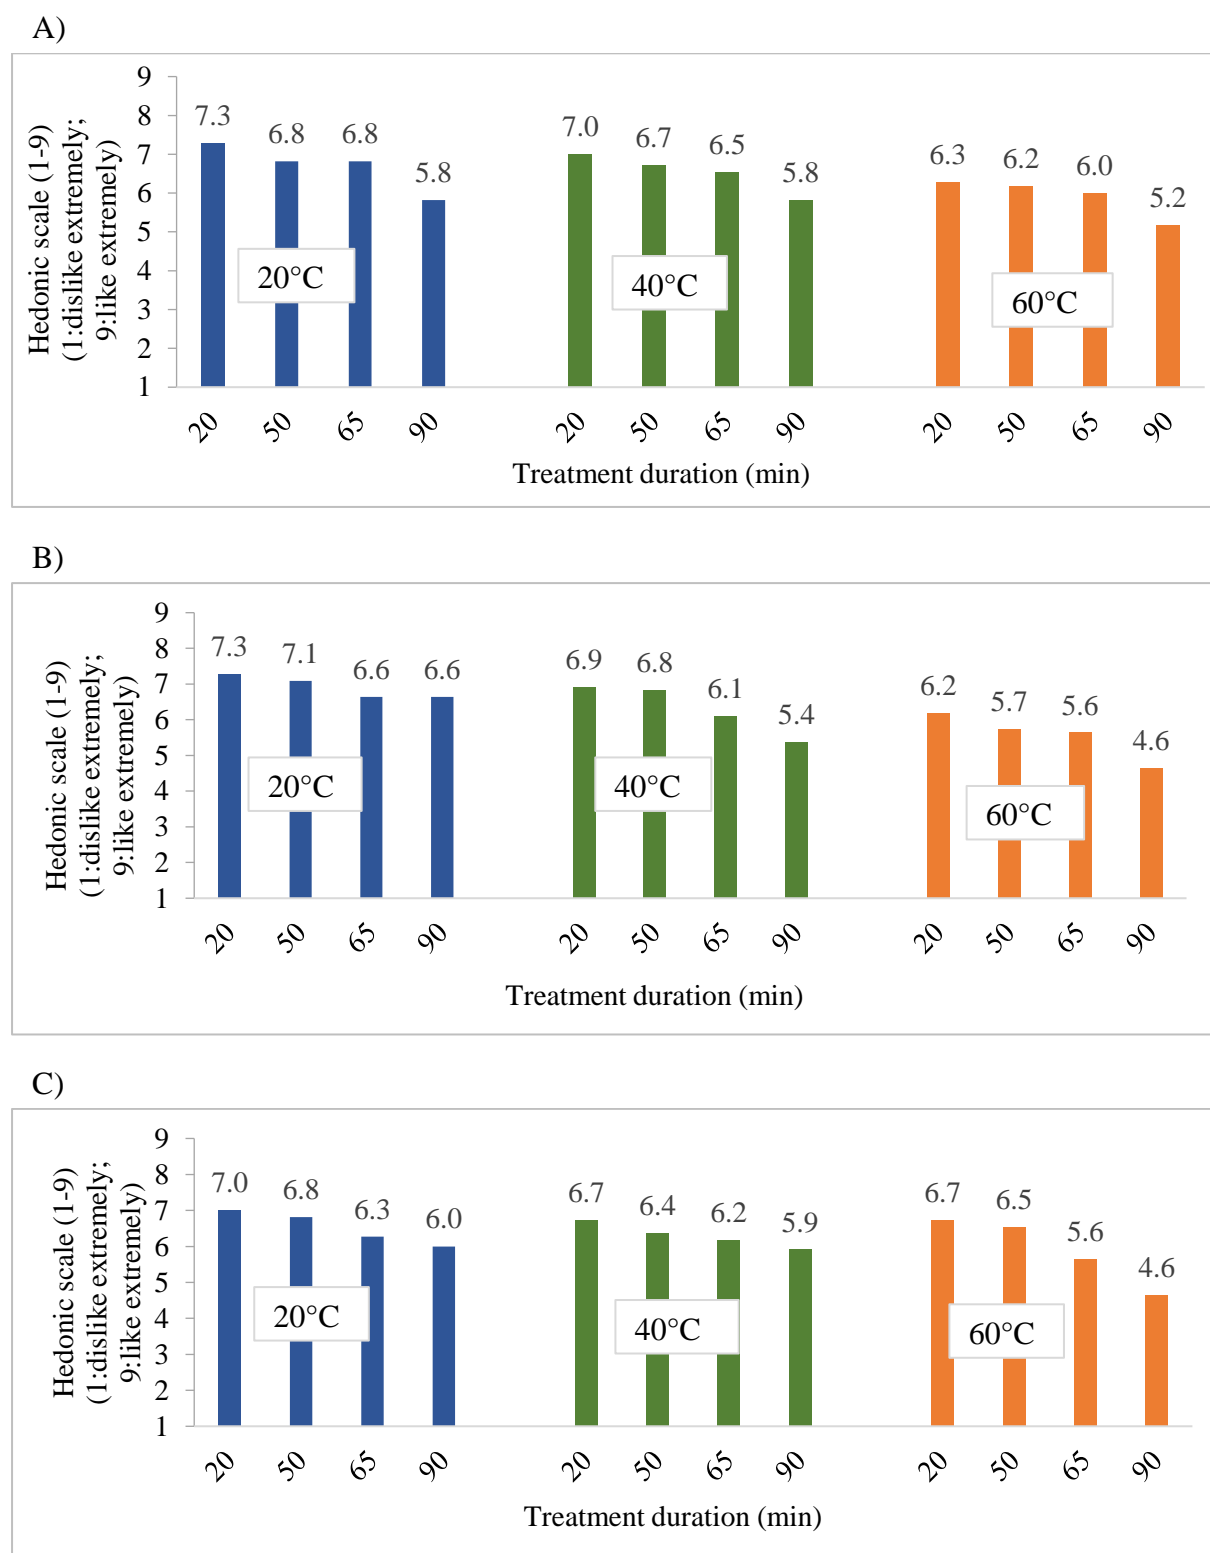 A)
Hedonic scale (1-9)
(1:dislike extremely;
9:like extremely)
9
8
7
6
5
4
3
2
1
7.3 6.8 6.8 5.8 7.0 6.7 6.5 5.8 6.3 6.2 6.0 5.2
20°C 40°C 60°C
20 50 65 90 20 50 65 90 20 50 65 90
Treatment duration (min)
B)
Hedonic scale (1-9)
(1:dislike extremely;
9:like extremely)
9
8
7
6
5
4
3
2
1
7.3 7.1 6.6 6.6 6.9 6.8 6.1 5.4 6.2 5.7 5.6 4.6
20°C 40°C 60°C
20 50 65 90 20 50 65 90 20 50 65 90
Treatment duration (min)
C)
Hedonic scale (1-9)
(1:dislike extremely;
9:like extremely)
9
8
7
6
5
4
3
2
1
7.0 6.8 6.3 6.0 6.7 6.4 6.2 5.9 6.7 6.5 5.6 4.6
20°C 40°C 60°C
20 50 65 90 20 50 65 90 20 50 65 90
Treatment duration (min)